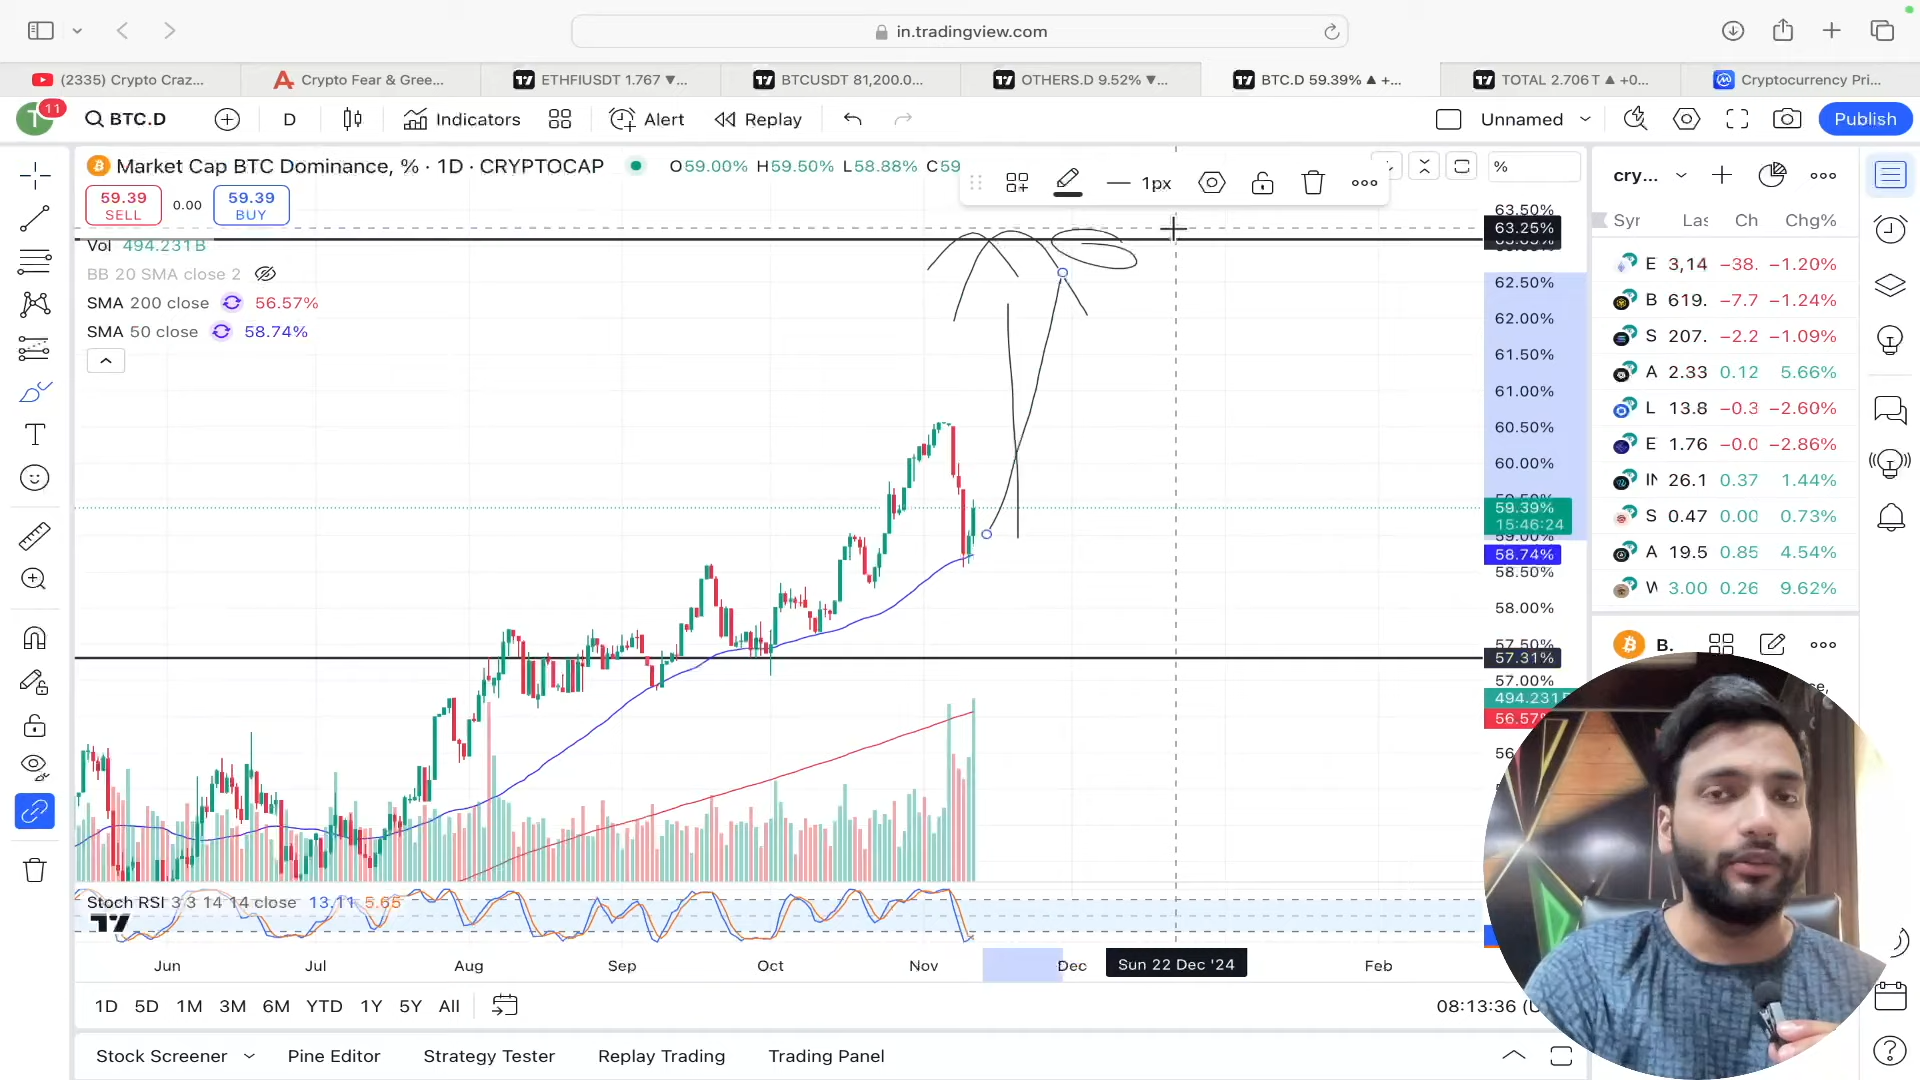 in.tradingview.com
(2335) Crypto Craz...
Crypto Fear & Gree...
ETHFIUSDT 1.767 ▼...
BTCUSDT 81,200.0...
OTHERS.D 9.52% ▼...
BTC.D 59.39% ▲ +...
TOTAL 2.706 T ▲ +0...
Cryptocurrency Pri...
T 11
BTC.D
D
Indicators
Alert
Replay
Unnamed
Publish
Market Cap BTC Dominance, % · 1D · CRYPTOCAP
O59.00% H59.50% L58.88% C59
1px
%
59.39 SELL
0.00
59.39 BUY
Vol 494.231 B
BB 20 SMA close 2
SMA 200 close 56.57%
SMA 50 close 58.74%
63.50%
63.25%
62.50%
62.00%
61.50%
61.00%
60.50%
60.00%
59.39%
15:46:24
59.00%
58.74%
58.50%
58.00%
57.50%
57.31%
57.00%
494.231
56.57
56
cry...
Syr Las Ch Chg%
E 3,14 −38. −1.20%
B 619. −7.7 −1.24%
S 207. −2.2 −1.09%
A 2.33 0.12 5.66%
L 13.8 −0.3 −2.60%
E 1.76 −0.0 −2.86%
IN 26.1 0.37 1.44%
S 0.47 0.00 0.73%
A 19.5 0.85 4.54%
W 3.00 0.26 9.62%
B.
Stoch RSI 3 3 14 14 close 13.11 5.65
Jun Jul Aug Sep Oct Nov Dec Sun 22 Dec '24 Feb
1D 5D 1M 3M 6M YTD 1Y 5Y All
08:13:36 (U
Stock Screener
Pine Editor
Strategy Tester
Replay Trading
Trading Panel